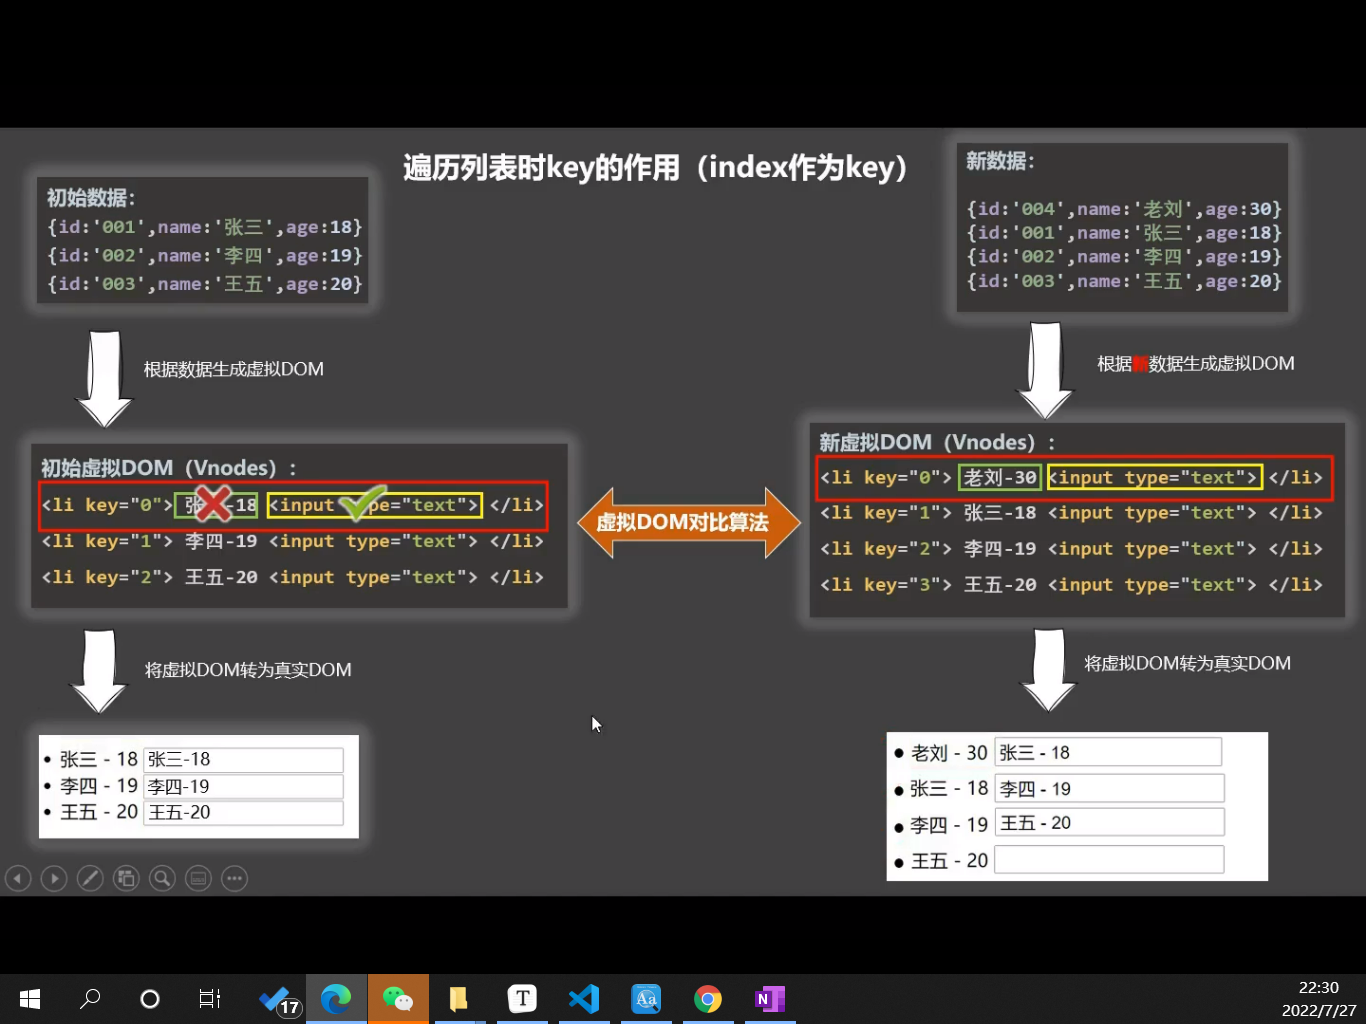 遍历列表时key的作用（index作为key）
初始数据：
{id:'001',name:'张三',age:18}
{id:'002',name:'李四',age:19}
{id:'003',name:'王五',age:20}
新数据：
{id:'004',name:'老刘',age:30}
{id:'001',name:'张三',age:18}
{id:'002',name:'李四',age:19}
{id:'003',name:'王五',age:20}
根据数据生成虚拟DOM
根据新数据生成虚拟DOM
初始虚拟DOM（Vnodes）：
<li key="0"> 张三-18 <input type="text"> </li>
<li key="1"> 李四-19 <input type="text"> </li>
<li key="2"> 王五-20 <input type="text"> </li>
虚拟DOM对比算法
新虚拟DOM（Vnodes）：
<li key="0"> 老刘-30 <input type="text"> </li>
<li key="1"> 张三-18 <input type="text"> </li>
<li key="2"> 李四-19 <input type="text"> </li>
<li key="3"> 王五-20 <input type="text"> </li>
将虚拟DOM转为真实DOM
将虚拟DOM转为真实DOM
• 张三 - 18 张三-18
• 李四 - 19 李四-19
• 王五 - 20 王五-20
• 老刘 - 30 张三 - 18
• 张三 - 18 李四 - 19
• 李四 - 19 王五 - 20
• 王五 - 20
17
T
Aa
N
22:30
2022/7/27